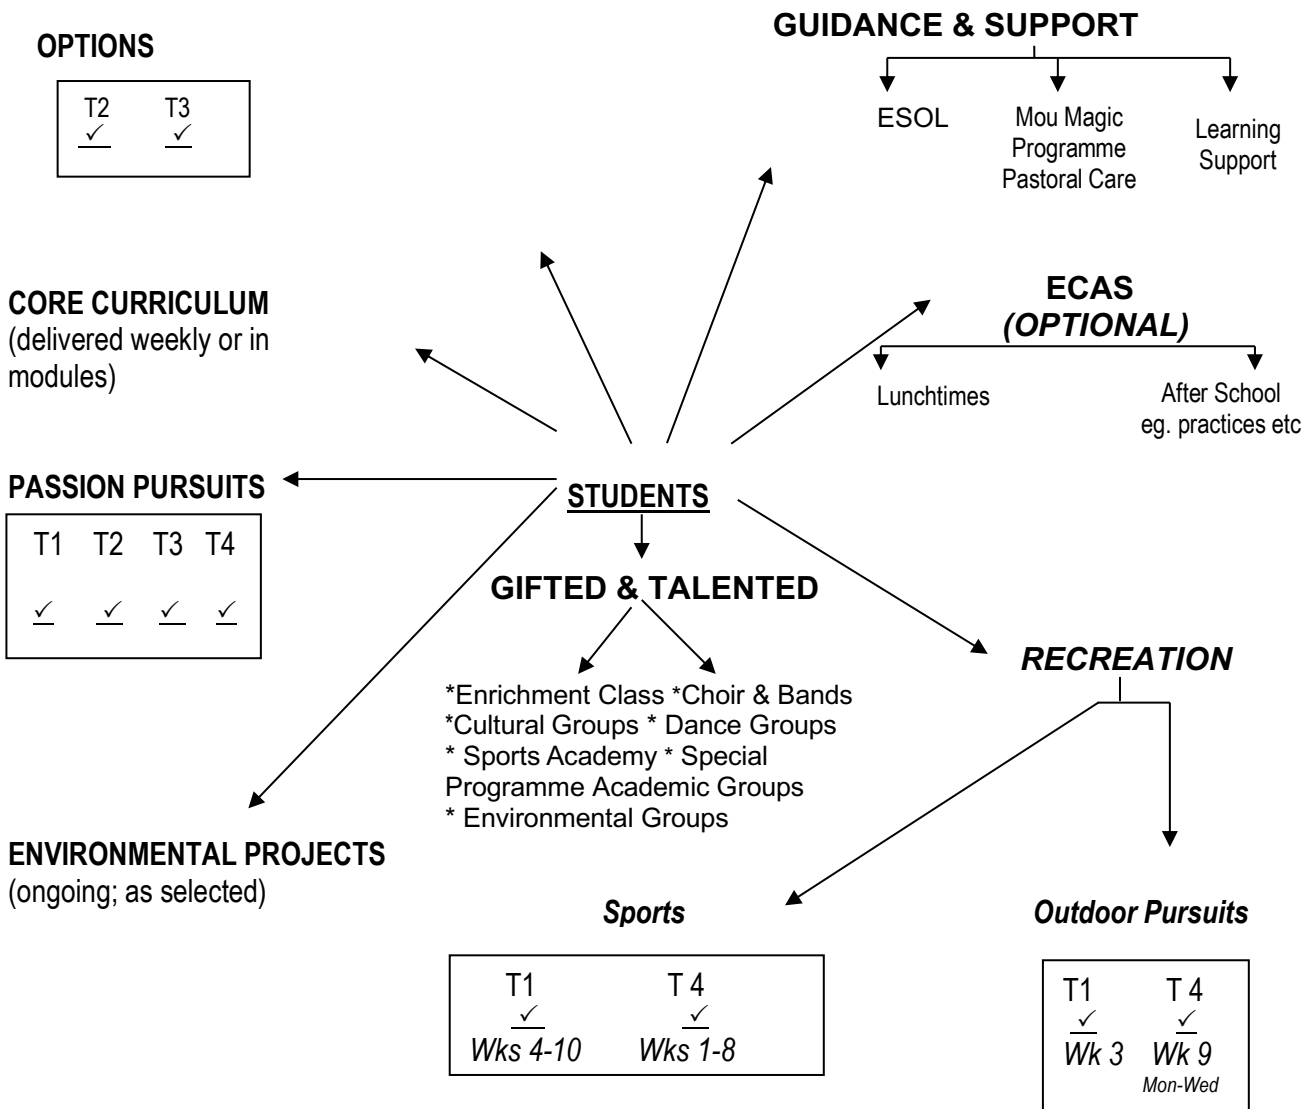 OPTIONS
T2 T3
✓ ✓
GUIDANCE & SUPPORT
ESOL
Mou Magic
Programme
Pastoral Care
Learning
Support
CORE CURRICULUM
(delivered weekly or in
modules)
ECAS
(OPTIONAL)
Lunchtimes
After School
eg. practices etc
PASSION PURSUITS
T1 T2 T3 T4
✓ ✓ ✓ ✓
STUDENTS
GIFTED & TALENTED
*Enrichment Class *Choir & Bands
*Cultural Groups * Dance Groups
* Sports Academy * Special
Programme Academic Groups
* Environmental Groups
RECREATION
ENVIRONMENTAL PROJECTS
(ongoing; as selected)
Sports
T1 T 4
✓ ✓
Wks 4-10 Wks 1-8
Outdoor Pursuits
T1 T 4
✓ ✓
Wk 3 Wk 9
Mon-Wed